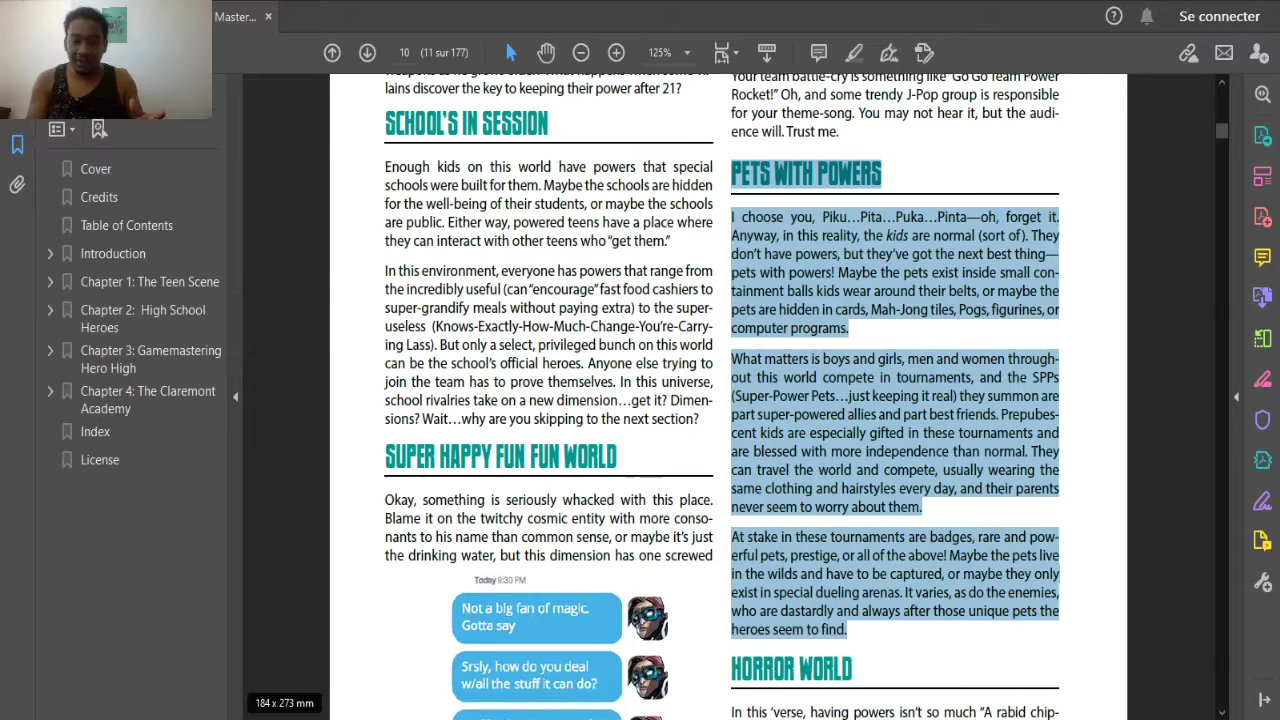 Master...
Se connecter
10 (11 sur 177)
125%
Cover
Credits
Table of Contents
Introduction
Chapter 1: The Teen Scene
Chapter 2: High School
Heroes
Chapter 3: Gamemastering
Hero High
Chapter 4: The Claremont
Academy
Index
License
184 x 273 mm
lains discover the key to keeping their power after 21?
SCHOOL'S IN SESSION
Enough kids on this world have powers that special
schools were built for them. Maybe the schools are hidden
for the well-being of their students, or maybe the schools
are public. Either way, powered teens have a place where
they can interact with other teens who “get them.”
In this environment, everyone has powers that range from
the incredibly useful (can “encourage” fast food cashiers to
super-grandify meals without paying extra) to the super-
useless (Knows-Exactly-How-Much-Change-You’re-Carry-
ing Lass). But only a select, privileged bunch on this world
can be the school’s official heroes. Anyone else trying to
join the team has to prove themselves. In this universe,
school rivalries take on a new dimension…get it? Dimen-
sions? Wait…why are you skipping to the next section?
SUPER HAPPY FUN FUN WORLD
Okay, something is seriously whacked with this place.
Blame it on the twitchy cosmic entity with more conso-
nants to his name than common sense, or maybe it’s just
the drinking water, but this dimension has one screwed
Today 9:30 PM
Not a big fan of magic.
Gotta say
Srsly, how do you deal
w/all the stuff it can do?
Your team battle-cry is something like “Go Go Team Power
Rocket!” Oh, and some trendy J-Pop group is responsible
for your theme-song. You may not hear it, but the audi-
ence will. Trust me.
PETS WITH POWERS
I choose you, Piku…Pita…Puka…Pinta—oh, forget it.
Anyway, in this reality, the kids are normal (sort of). They
don’t have powers, but they’ve got the next best thing—
pets with powers! Maybe the pets exist inside small con-
tainment balls kids wear around their belts, or maybe the
pets are hidden in cards, Mah-Jong tiles, Pogs, figurines, or
computer programs.
What matters is boys and girls, men and women through-
out this world compete in tournaments, and the SPPs
(Super-Power Pets…just keeping it real) they summon are
part super-powered allies and part best friends. Prepubes-
cent kids are especially gifted in these tournaments and
are blessed with more independence than normal. They
can travel the world and compete, usually wearing the
same clothing and hairstyles every day, and their parents
never seem to worry about them.
At stake in these tournaments are badges, rare and pow-
erful pets, prestige, or all of the above! Maybe the pets live
in the wilds and have to be captured, or maybe they only
exist in special dueling arenas. It varies, as do the enemies,
who are dastardly and always after those unique pets the
heroes seem to find.
HORROR WORLD
In this ‘verse, having powers isn’t so much “A rabid chip-